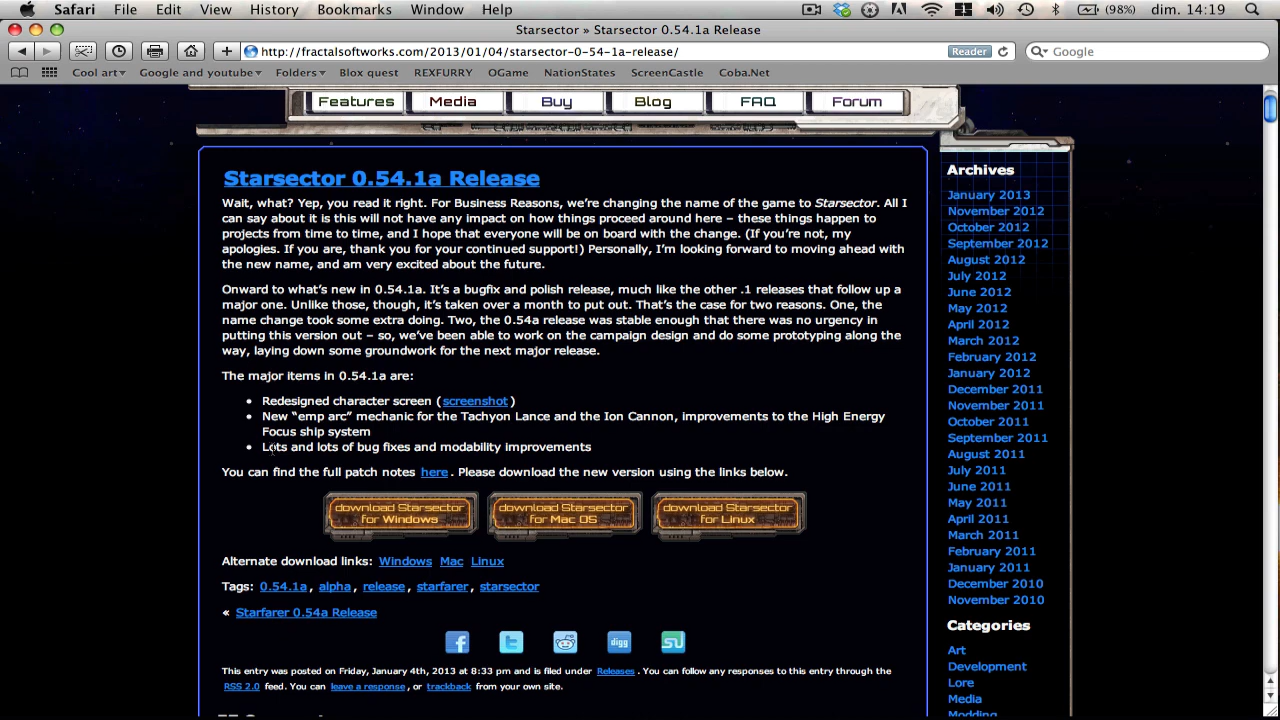 Safari File Edit View History Bookmarks Window Help (98%) dim. 14:19
Starsector » Starsector 0.54.1a Release
http://fractalsoftworks.com/2013/01/04/starsector-0-54-1a-release/ Reader Google
Cool art Google and youtube Folders Blox quest REXFURRY OGame NationStates ScreenCastle Coba.Net
Features Media Buy Blog FAQ Forum
Starsector 0.54.1a Release
Wait, what? Yep, you read it right. For Business Reasons, we're changing the name of the game to Starsector. All I
can say about it is this will not have any impact on how things proceed around here – these things happen to
projects from time to time, and I hope that everyone will be on board with the change. (If you're not, my
apologies. If you are, thank you for your continued support!) Personally, I'm looking forward to moving ahead with
the new name, and am very excited about the future.
Onward to what's new in 0.54.1a. It's a bugfix and polish release, much like the other .1 releases that follow up a
major one. Unlike those, though, it's taken over a month to put out. That's the case for two reasons. One, the
name change took some extra doing. Two, the 0.54a release was stable enough that there was no urgency in
putting this version out – so, we've been able to work on the campaign design and do some prototyping along the
way, laying down some groundwork for the next major release.
The major items in 0.54.1a are:
• Redesigned character screen (screenshot)
• New “emp arc” mechanic for the Tachyon Lance and the Ion Cannon, improvements to the High Energy
Focus ship system
• Lots and lots of bug fixes and modability improvements
You can find the full patch notes here. Please download the new version using the links below.
download Starsector
for Windows
download Starsector
for Mac OS
download Starsector
for Linux
Alternate download links: Windows Mac Linux
Tags: 0.54.1a, alpha, release, starfarer, starsector
« Starfarer 0.54a Release
digg
This entry was posted on Friday, January 4th, 2013 at 8:33 pm and is filed under Releases. You can follow any responses to this entry through the
RSS 2.0 feed. You can leave a response, or trackback from your own site.
Archives
January 2013
November 2012
October 2012
September 2012
August 2012
July 2012
June 2012
May 2012
April 2012
March 2012
February 2012
January 2012
December 2011
November 2011
October 2011
September 2011
August 2011
July 2011
June 2011
May 2011
April 2011
March 2011
February 2011
January 2011
December 2010
November 2010
Categories
Art
Development
Lore
Media
Modding